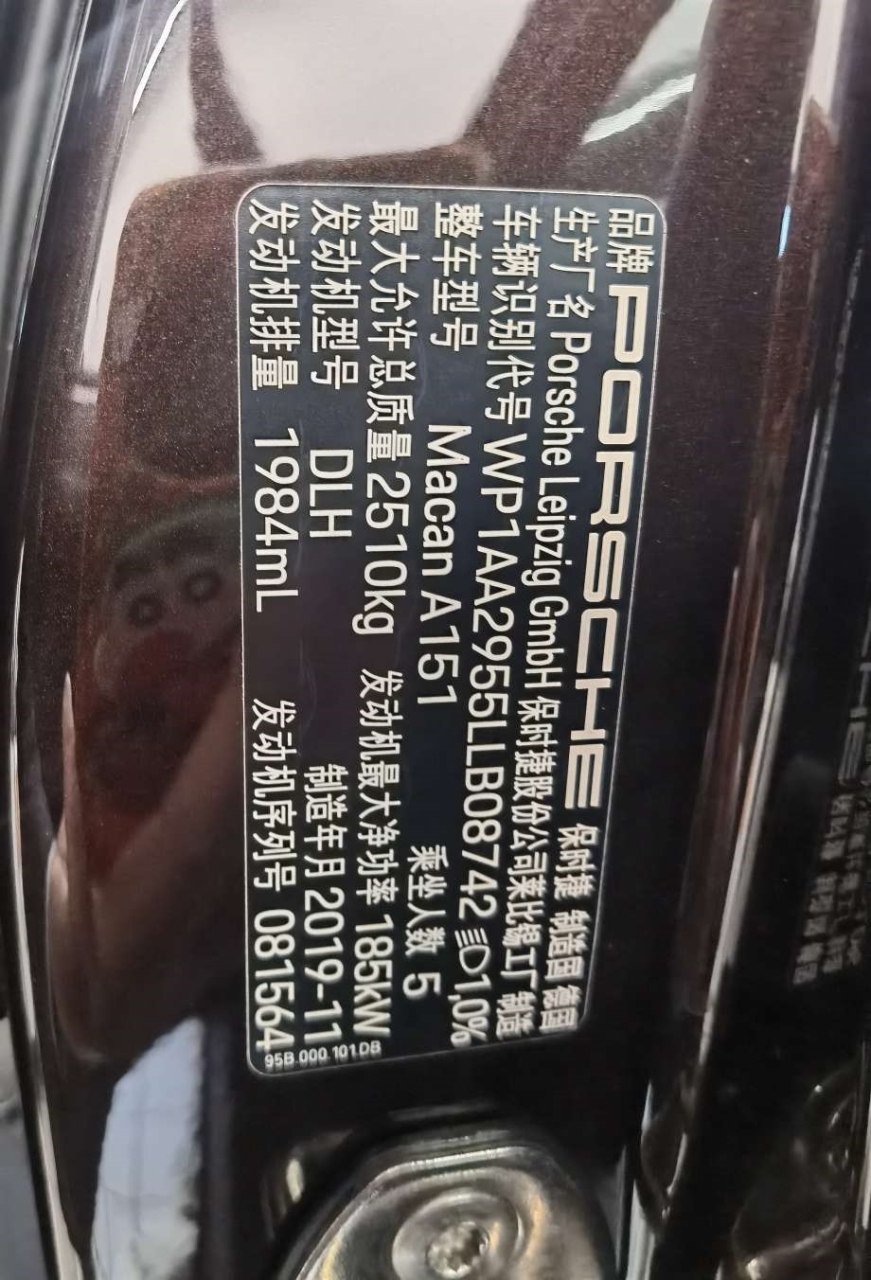 品牌 PORSCHE 保时捷 制造国 德国
生产厂名 Porsche Leipzig GmbH 保时捷股份公司莱比锡工厂 制造
车辆识别代号 WP1AA2955LLB08742 1,0%
整车型号 Macan A151 乘坐人数 5
最大允许总质量 2510kg 发动机最大净功率 185kW
发动机型号 DLH 制造年月 2019-11
发动机排量 1984mL 发动机序列号 081564
95B.000.101.DB